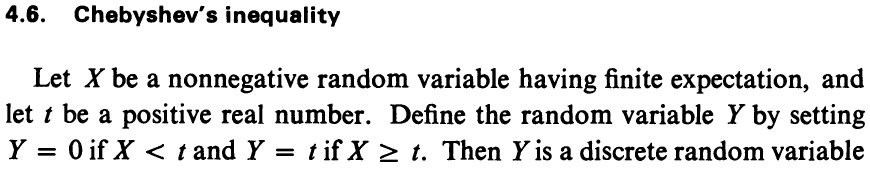 4.6. Chebyshev's inequality
Let X be a nonnegative random variable having finite expectation, and
let t be a positive real number. Define the random variable Y by setting
Y = 0 if X < t and Y = t if X ≥ t. Then Y is a discrete random variable